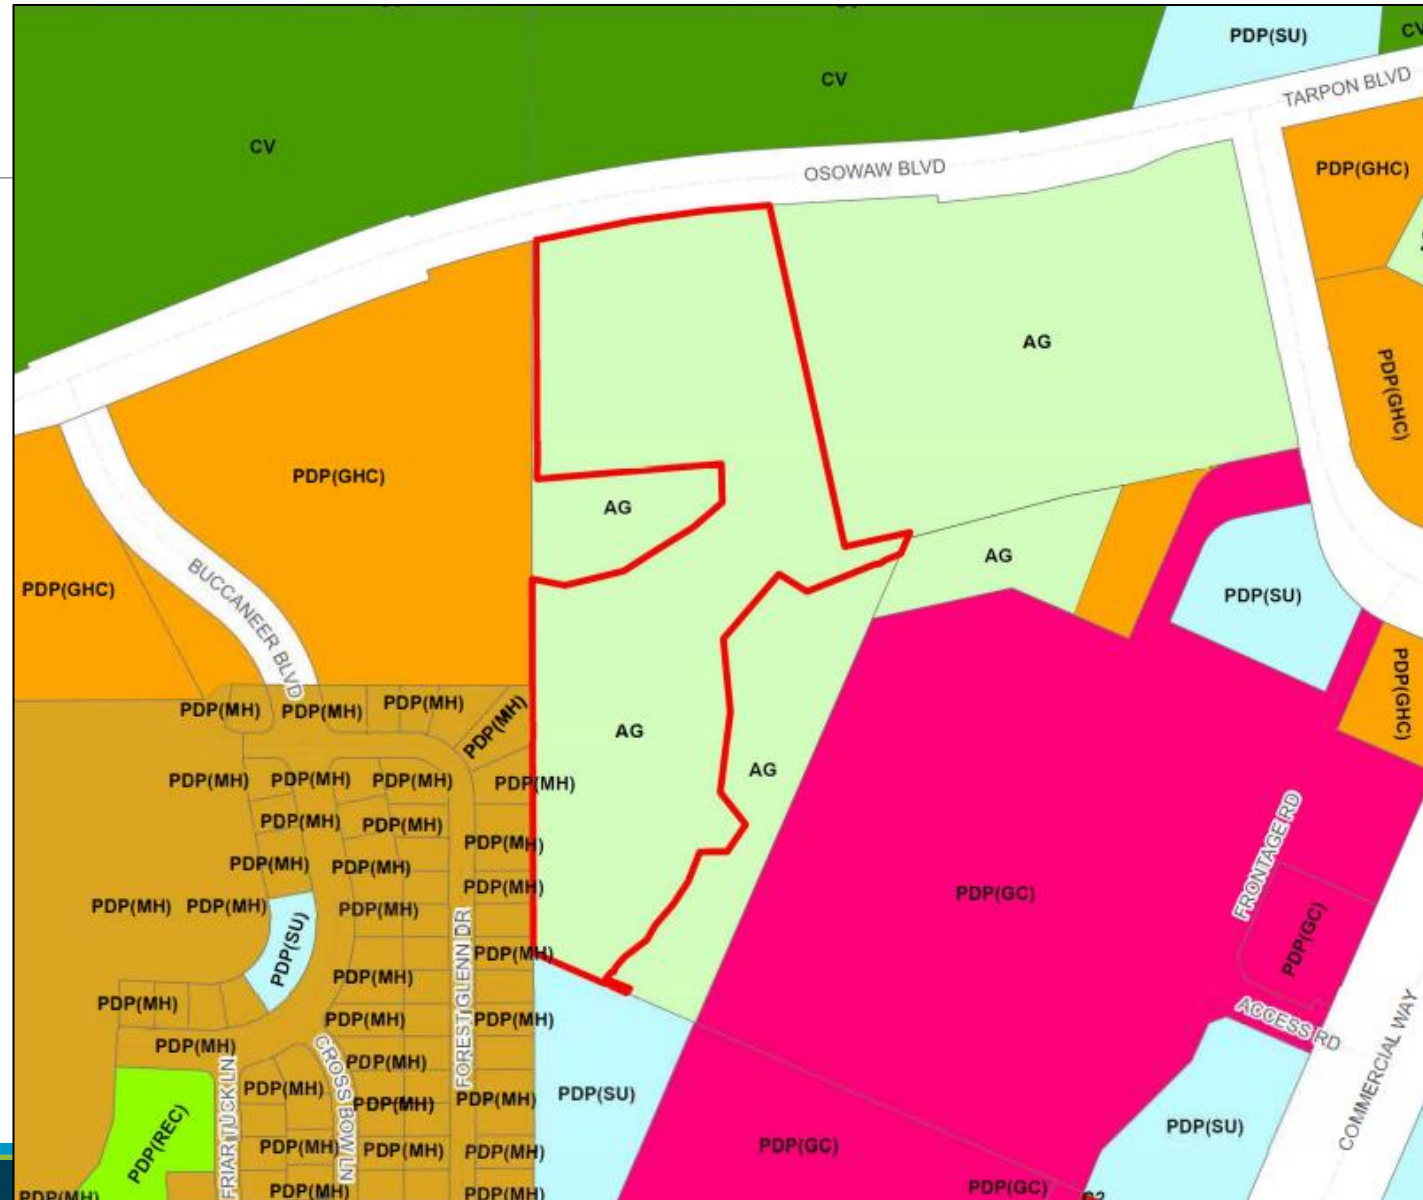 PDP(SU)
CV
TARPON BLVD
CV
CV
OSOWAW BLVD
PDP(GHC)
AG
PDP(GHC)
PDP(GHC)
AG
AG
BUCCANEER BLVD
PDP(GHC)
PDP(SU)
PDP(GHC)
PDP(MH)
PDP(MH)
PDP(MH)
PDP(MH)
AG
AG
PDP(MH)
PDP(MH)
PDP(MH)
PDP(MH)
PDP(MH)
PDP(MH)
PDP(MH)
PDP(MH)
PDP(MH)
PDP(MH)
PDP(MH)
PDP(MH)
PDP(MH)
PDP(SU)
PDP(MH)
PDP(GC)
FRONTAGE RD
PDP(GC)
PDP(MH)
PDP(MH)
FOREST GLENN DR
PDP(MH)
PDP(MH)
PDP(MH)
ACCESS RD
PDP(MH)
CROSS BOW LN
PDP(MH)
COMMERCIAL WAY
FRIAR TUCK LN
PDP(MH)
PDP(MH)
PDP(MH)
PDP(SU)
PDP(REC)
PDP(MH)
PDP(MH)
PDP(MH)
PDP(GC)
PDP(SU)
PDP(MH)
PDP(MH)
PDP(MH)
PDP(GC)